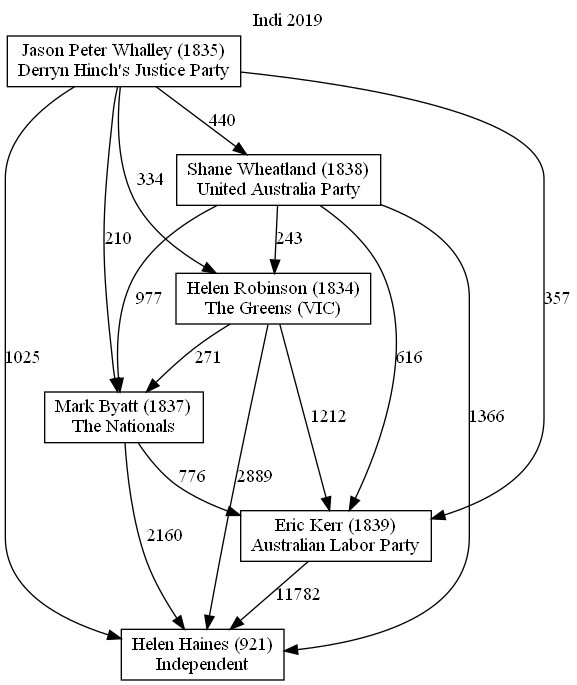 Indi 2019
Jason Peter Whalley (1835)
Derryn Hinch's Justice Party
440
Shane Wheatland (1838)
United Australia Party
334
210
243
Helen Robinson (1834)
The Greens (VIC)
977
357
1025
271
616
Mark Byatt (1837)
The Nationals
1212
1366
776
2889
Eric Kerr (1839)
Australian Labor Party
2160
11782
Helen Haines (921)
Independent